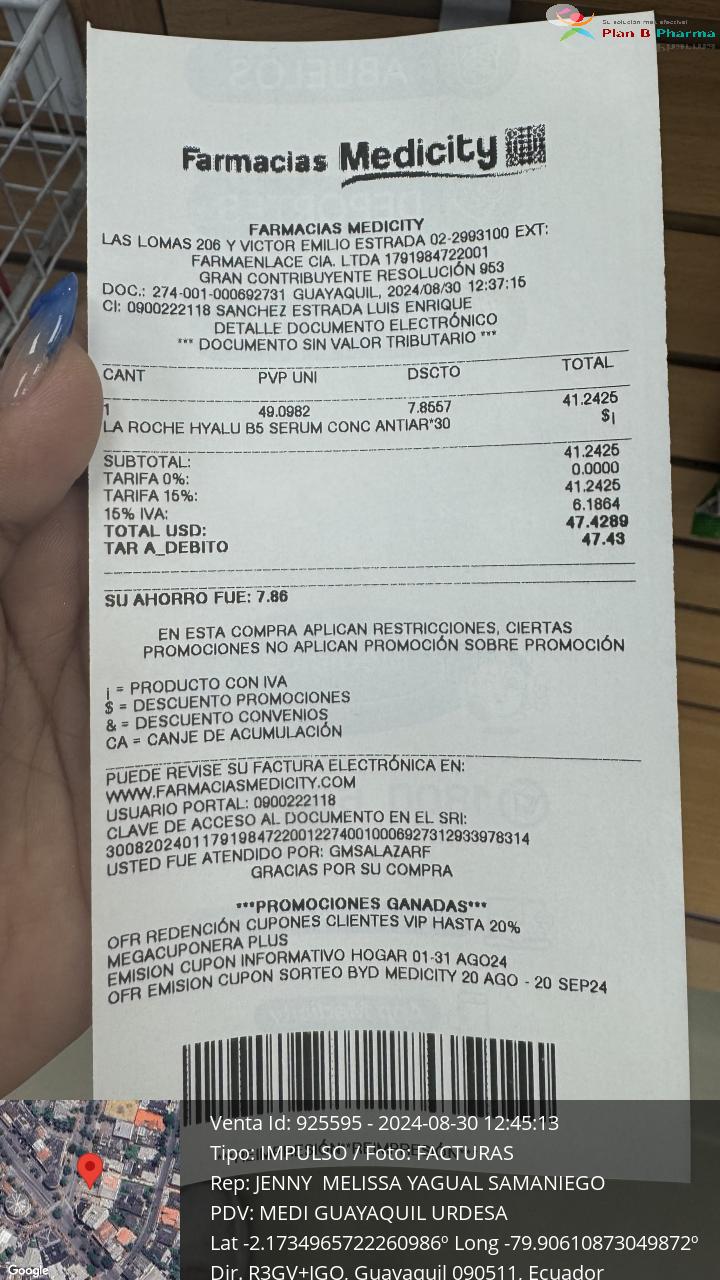 Su solución más efectiva!
Plan B Pharma
Farmacias Medicity
FARMACIAS MEDICITY
LAS LOMAS 206 Y VICTOR EMILIO ESTRADA 02-2993100 EXT:
FARMAENLACE CIA. LTDA 1791984722001
GRAN CONTRIBUYENTE RESOLUCIÓN 953
DOC.: 274-001-000692731 GUAYAQUIL, 2024/08/30 12:37:15
CI: 0900222118 SANCHEZ ESTRADA LUIS ENRIQUE
DETALLE DOCUMENTO ELECTRÓNICO
*** DOCUMENTO SIN VALOR TRIBUTARIO ***
CANT PVP UNI DSCTO TOTAL
1 49.0982 7.8557 41.2425
LA ROCHE HYALU B5 SERUM CONC ANTIAR*30 $¡
SUBTOTAL: 41.2425
TARIFA 0%: 0.0000
TARIFA 15%: 41.2425
15% IVA: 6.1864
TOTAL USD: 47.4289
TAR A_DEBITO 47.43
SU AHORRO FUE: 7.86
EN ESTA COMPRA APLICAN RESTRICCIONES, CIERTAS
PROMOCIONES NO APLICAN PROMOCIÓN SOBRE PROMOCIÓN
¡ = PRODUCTO CON IVA
$ = DESCUENTO PROMOCIONES
& = DESCUENTO CONVENIOS
CA = CANJE DE ACUMULACIÓN
PUEDE REVISE SU FACTURA ELECTRÓNICA EN:
WWW.FARMACIASMEDICITY.COM
USUARIO PORTAL: 0900222118
CLAVE DE ACCESO AL DOCUMENTO EN EL SRI:
3008202401179198472200122740010006927312933978314
USTED FUE ATENDIDO POR: GMSALAZARF
GRACIAS POR SU COMPRA
***PROMOCIONES GANADAS***
OFR REDENCIÓN CUPONES CLIENTES VIP HASTA 20%
MEGACUPONERA PLUS
EMISION CUPON INFORMATIVO HOGAR 01-31 AGO24
OFR EMISION CUPON SORTEO BYD MEDICITY 20 AGO - 20 SEP24
Venta Id: 925595 - 2024-08-30 12:45:13
Tipo: IMPULSO / Foto: FACTURAS
Rep: JENNY MELISSA YAGUAL SAMANIEGO
PDV: MEDI GUAYAQUIL URDESA
Lat -2.1734965722260986º Long -79.90610873049872º
Dir. R3GV+JGQ, Guayaquil 090511, Ecuador
Google